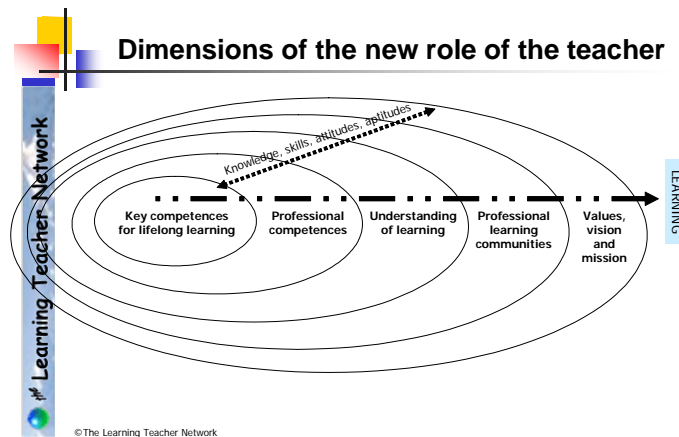 Dimensions of the new role of the teacher
Learning Teacher Network
Knowledge, skills, attitudes, aptitudes
LEARNING
Key competences
for lifelong learning
Professional
competences
Understanding
of learning
Professional
learning
communities
Values,
vision
and
mission
©The Learning Teacher Network